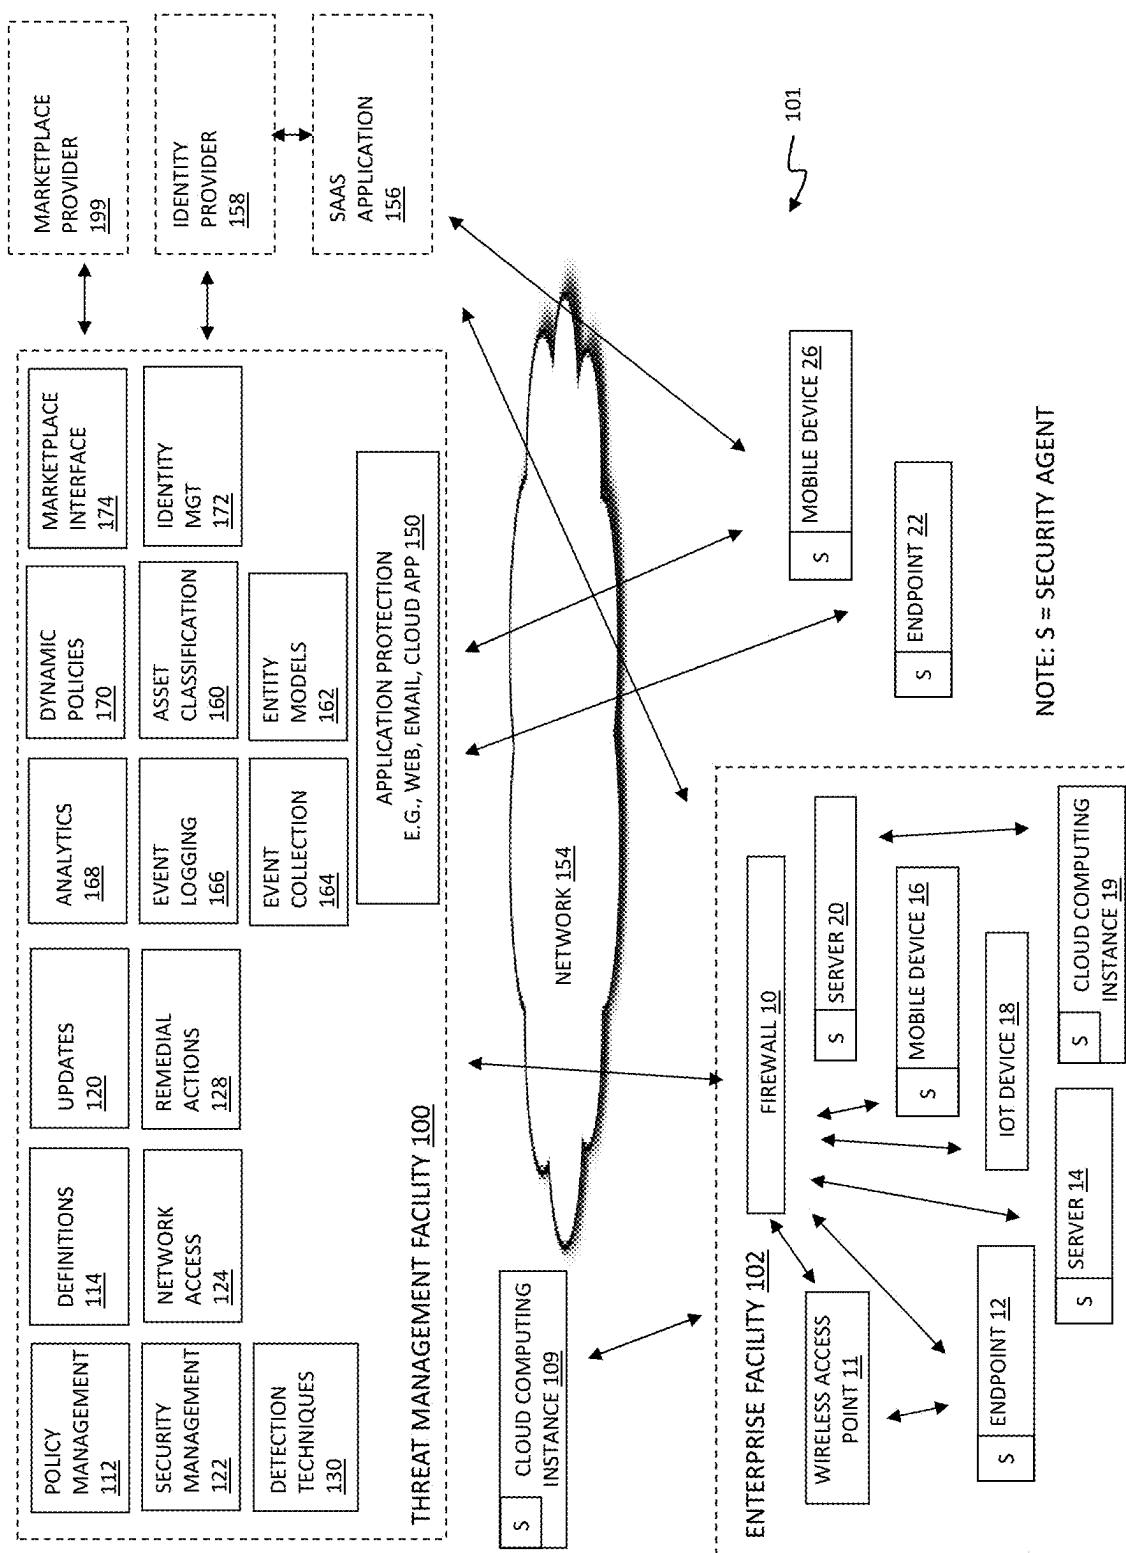 POLICY
MANAGEMENT
112
DEFINITIONS
114
UPDATES
120
ANALYTICS
168
DYNAMIC
POLICIES
170
MARKETPLACE
INTERFACE
174
MARKETPLACE
PROVIDER
199
SECURITY
MANAGEMENT
122
NETWORK
ACCESS
124
REMEDIAL
ACTIONS
128
EVENT
LOGGING
166
ASSET
CLASSIFICATION
160
IDENTITY
MGT
172
IDENTITY
PROVIDER
158
DETECTION
TECHNIQUES
130
EVENT
COLLECTION
164
ENTITY
MODELS
162
SAAS
APPLICATION
156
APPLICATION PROTECTION
E.G., WEB, EMAIL, CLOUD APP 150
THREAT MANAGEMENT FACILITY 100
S
CLOUD COMPUTING
INSTANCE 109
NETWORK 154
101
ENTERPRISE FACILITY 102
FIREWALL 10
WIRELESS ACCESS
POINT 11
S SERVER 20
S MOBILE DEVICE 16
S MOBILE DEVICE 26
S ENDPOINT 22
S ENDPOINT 12
IOT DEVICE 18
S SERVER 14
S
CLOUD COMPUTING
INSTANCE 19
NOTE: S = SECURITY AGENT